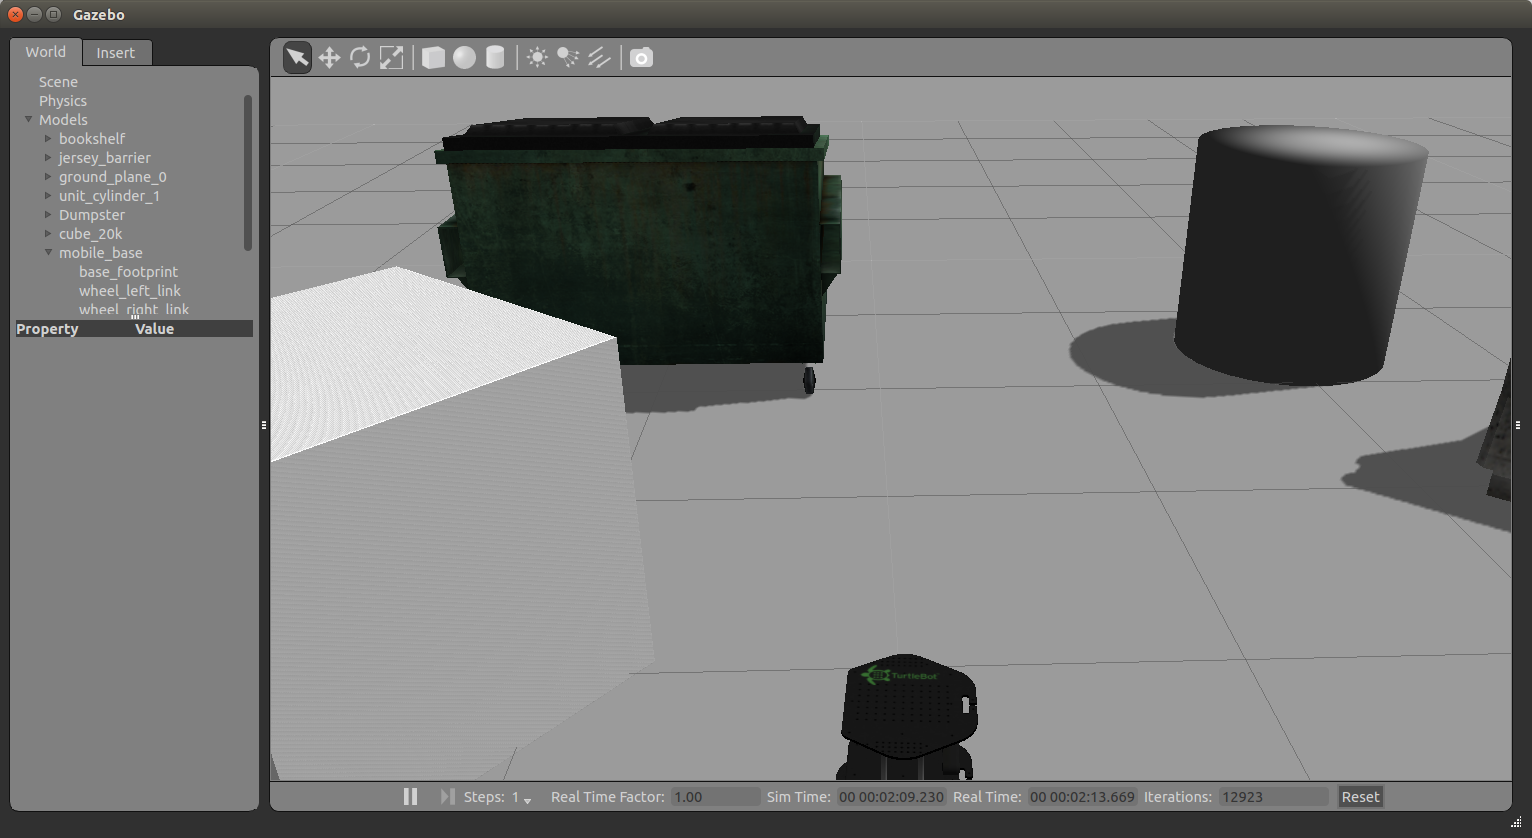 Gazebo
World Insert
Scene
Physics
Models
bookshelf
jersey_barrier
ground_plane_0
unit_cylinder_1
Dumpster
cube_20k
mobile_base
base_footprint
wheel_left_link
wheel_right_link
Property Value
TurtleBot
Steps: 1 Real Time Factor: 1.00 Sim Time: 00 00:02:09.230 Real Time: 00 00:02:13.669 Iterations: 12923 Reset